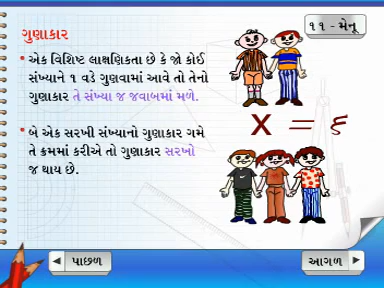 ગુણાકાર
૧૧ - મેનૂ
• એક વિશિષ્ટ લાક્ષણિકતા છે કે જો કોઈ
સંખ્યાને ૧ વડે ગુણવામાં આવે તો તેનો
ગુણાકાર તે સંખ્યા જ જવાબમાં મળે.
• બે એક સરખી સંખ્યાનો ગુણાકાર ગમે
તે ક્રમમાં કરીએ તો ગુણાકાર સરખો
જ થાય છે.
x = ૬
પાછળ
આગળ